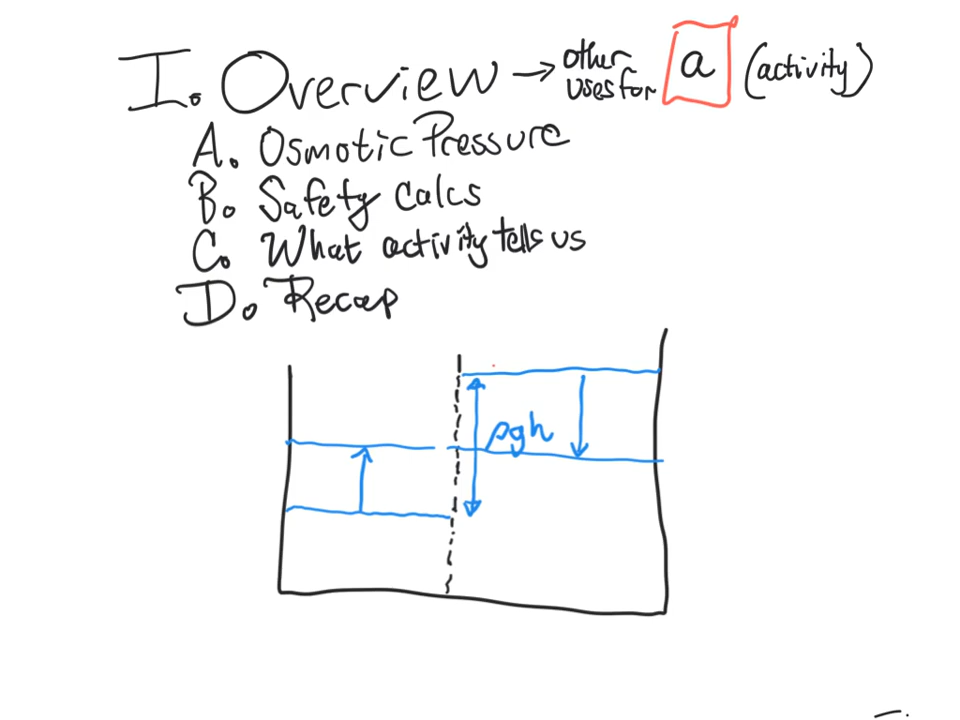 I. Overview → other uses for a (activity)
A. Osmotic Pressure
B. Safety Calcs
C. What activity tells us
D. Recap
ρgh